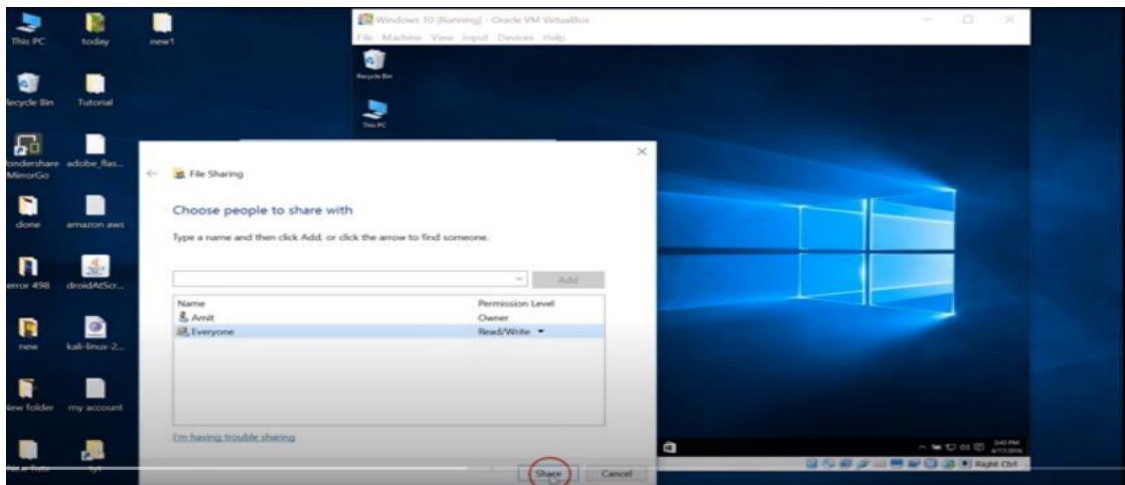 This PC
today
new1
Recycle Bin
Tutorial
Wondershare
MirrorGo
adobe_flas...
done
amazon aws
error 498
droidAtScr...
new
kali-linux-2...
New folder
my account
Windows 10 [Running] - Oracle VM VirtualBox
File Machine View Input Devices Help
Recycle Bin
This PC
File Sharing
Choose people to share with
Type a name and then click Add, or click the arrow to find someone.
Add
Name Permission Level
Amit Owner
Everyone Read/Write
I'm having trouble sharing
Share Cancel
3:43 PM
Right Ctrl